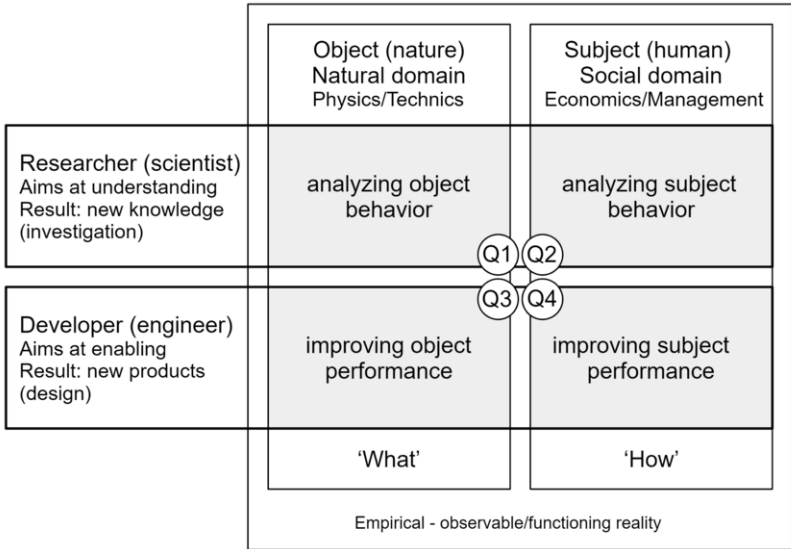 Object (nature)
Natural domain
Physics/Technics
Subject (human)
Social domain
Economics/Management
Researcher (scientist)
Aims at understanding
Result: new knowledge
(investigation)
analyzing object
behavior
analyzing subject
behavior
Q1
Q2
Q3
Q4
Developer (engineer)
Aims at enabling
Result: new products
(design)
improving object
performance
improving subject
performance
‘What’
‘How’
Empirical - observable/functioning reality